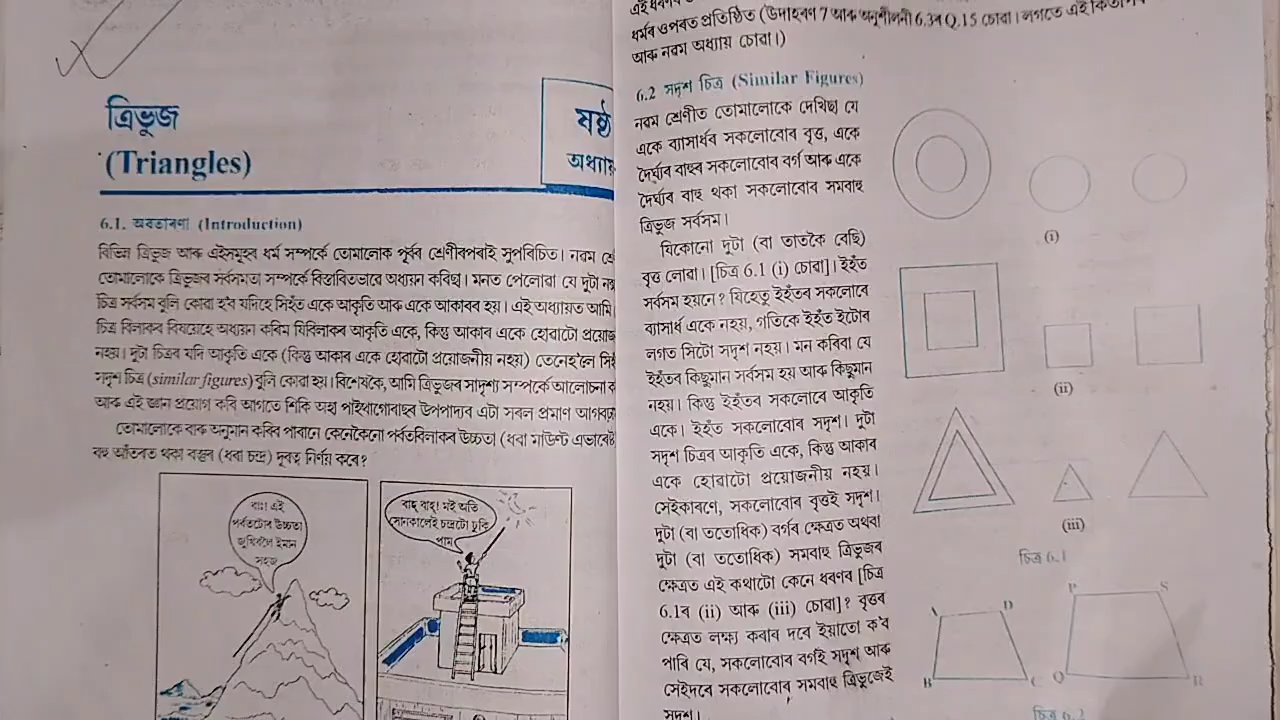 ত্ৰিভুজ
(Triangles)
ষষ্ঠ
অধ্যায়
6.1. অৱতাৰণা (Introduction)
বিভিন্ন ত্ৰিভুজ আৰু এইসমূহৰ ধৰ্ম সম্পৰ্কে তোমালোক পূৰ্বৰ শ্ৰেণীৰপৰাই সুপৰিচিত। নৱম
তোমালোকে ত্ৰিভুজৰ সৰ্বসমতা সম্পৰ্কে বিস্তাৰিতভাৱে অধ্যয়ন কৰিছা। মনত পেলোৱা যে দুটা
চিত্ৰ সৰ্বসম বুলি কোৱা হ'ব যদিহে সিহঁত একে আকৃতি আৰু একে আকাৰৰ হয়। এই অধ্যায়ত আমি
চিত্ৰ বিলাকৰ বিষয়েহে অধ্যয়ন কৰিম যিবিলাকৰ আকৃতি একে, কিন্তু আকাৰ একে হোৱাটো
নহয়। দুটা চিত্ৰৰ যদি আকৃতি একে (কিন্তু আকাৰ একে হোৱাটো প্ৰয়োজনীয় নহয়) তেনেহ'লে
সদৃশ চিত্ৰ (similar figures) বুলি কোৱা হয়। বিশেষকৈ, আমি ত্ৰিভুজৰ সাদৃশ্য সম্পৰ্কে আলোচনা
আৰু এই জ্ঞান প্ৰয়োগ কৰি আগতে শিকি অহা পাইথাগোৰাছৰ উপপাদ্যৰ এটা সৰল প্ৰমাণ
তোমালোকে বাৰু অনুমান কৰিব পাৰানে কেনেকৈনো পৰ্বতবিলাকৰ উচ্চতা (ধৰা মাউন্ট এভাৰেষ্ট
বহু আঁতৰত থকা বস্তুৰ (ধৰা চন্দ্ৰ) দূৰত্ব নিৰ্ণয় কৰে?
বাঃ! এই
পৰ্বতটোৰ উচ্চতা
জুখিবলৈ ইমান
সহজ
বাহ্ বাহ্! মই অতি
সোনকালেই চন্দ্ৰটো চুকি
পাম
ধৰ্মৰ ওপৰত প্ৰতিষ্ঠিত (উদাহৰণ 7 আৰু অনুশীলনী 6.3ৰ Q.15 চোৱা। লগতে এই
আৰু নৱম অধ্যায় চোৱা।)
6.2 সদৃশ চিত্ৰ (Similar Figures)
নৱম শ্ৰেণীত তোমালোকে দেখিছা যে
একে ব্যাসাৰ্ধৰ সকলোবোৰ বৃত্ত, একে
দৈৰ্ঘ্যৰ বাহুৰ সকলোবোৰ বৰ্গ আৰু একে
দৈৰ্ঘ্যৰ বাহু থকা সকলোবোৰ সমবাহু
ত্ৰিভুজ সৰ্বসম।
যিকোনো দুটা (বা তাতকৈ বেছি)
বৃত্ত লোৱা। [চিত্ৰ 6.1 (i) চোৱা]। ইহঁত
সৰ্বসম হয়নে? যিহেতু ইহঁতৰ সকলোৰে
ব্যাসাৰ্ধ একে নহয়, গতিকে ইহঁত ইটোৰ
লগত সিটো সদৃশ নহয়। মন কৰিবা যে
ইহঁতৰ কিছুমান সৰ্বসম হয় আৰু কিছুমান
নহয়। কিন্তু ইহঁতৰ সকলোৰে আকৃতি
একে। ইহঁত সকলোবোৰ সদৃশ। দুটা
সদৃশ চিত্ৰৰ আকৃতি একে, কিন্তু আকাৰ
একে হোৱাটো প্ৰয়োজনীয় নহয়।
সেইকাৰণে, সকলোবোৰ বৃত্তই সদৃশ।
দুটা (বা ততোধিক) বৰ্গৰ ক্ষেত্ৰত অথবা
দুটা (বা ততোধিক) সমবাহু ত্ৰিভুজৰ
ক্ষেত্ৰত এই কথাটো কেনে ধৰণৰ [চিত্ৰ
6.1ৰ (ii) আৰু (iii) চোৱা]? বৃত্তৰ
ক্ষেত্ৰত লক্ষ্য কৰাৰ দৰে ইয়াতো ক'ব
পাৰি যে, সকলোবোৰ বৰ্গই সদৃশ আৰু
সেইদৰে সকলোবোৰ সমবাহু ত্ৰিভুজেই
সদৃশ।
(i)
(ii)
(iii)
চিত্ৰ 6.1
A D
B C
P S
Q R
চিত্ৰ 6.2